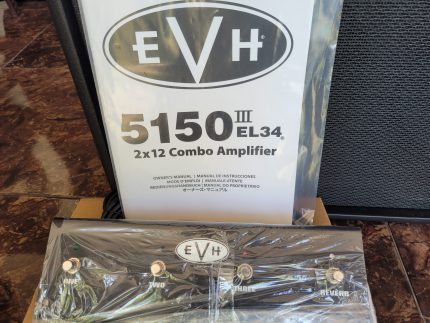 EVH
5150III EL34
2x12 Combo Amplifier
OWNER'S MANUAL | MANUAL DE INSTRUCCIONES
MODE D'EMPLOI | MANUALE UTENTE
BEDIENUNGSHANDBUCH | MANUAL DO PROPRIETÁRIO
オーナーズ・マニュアル
EVH
ONE TWO THREE REVERB